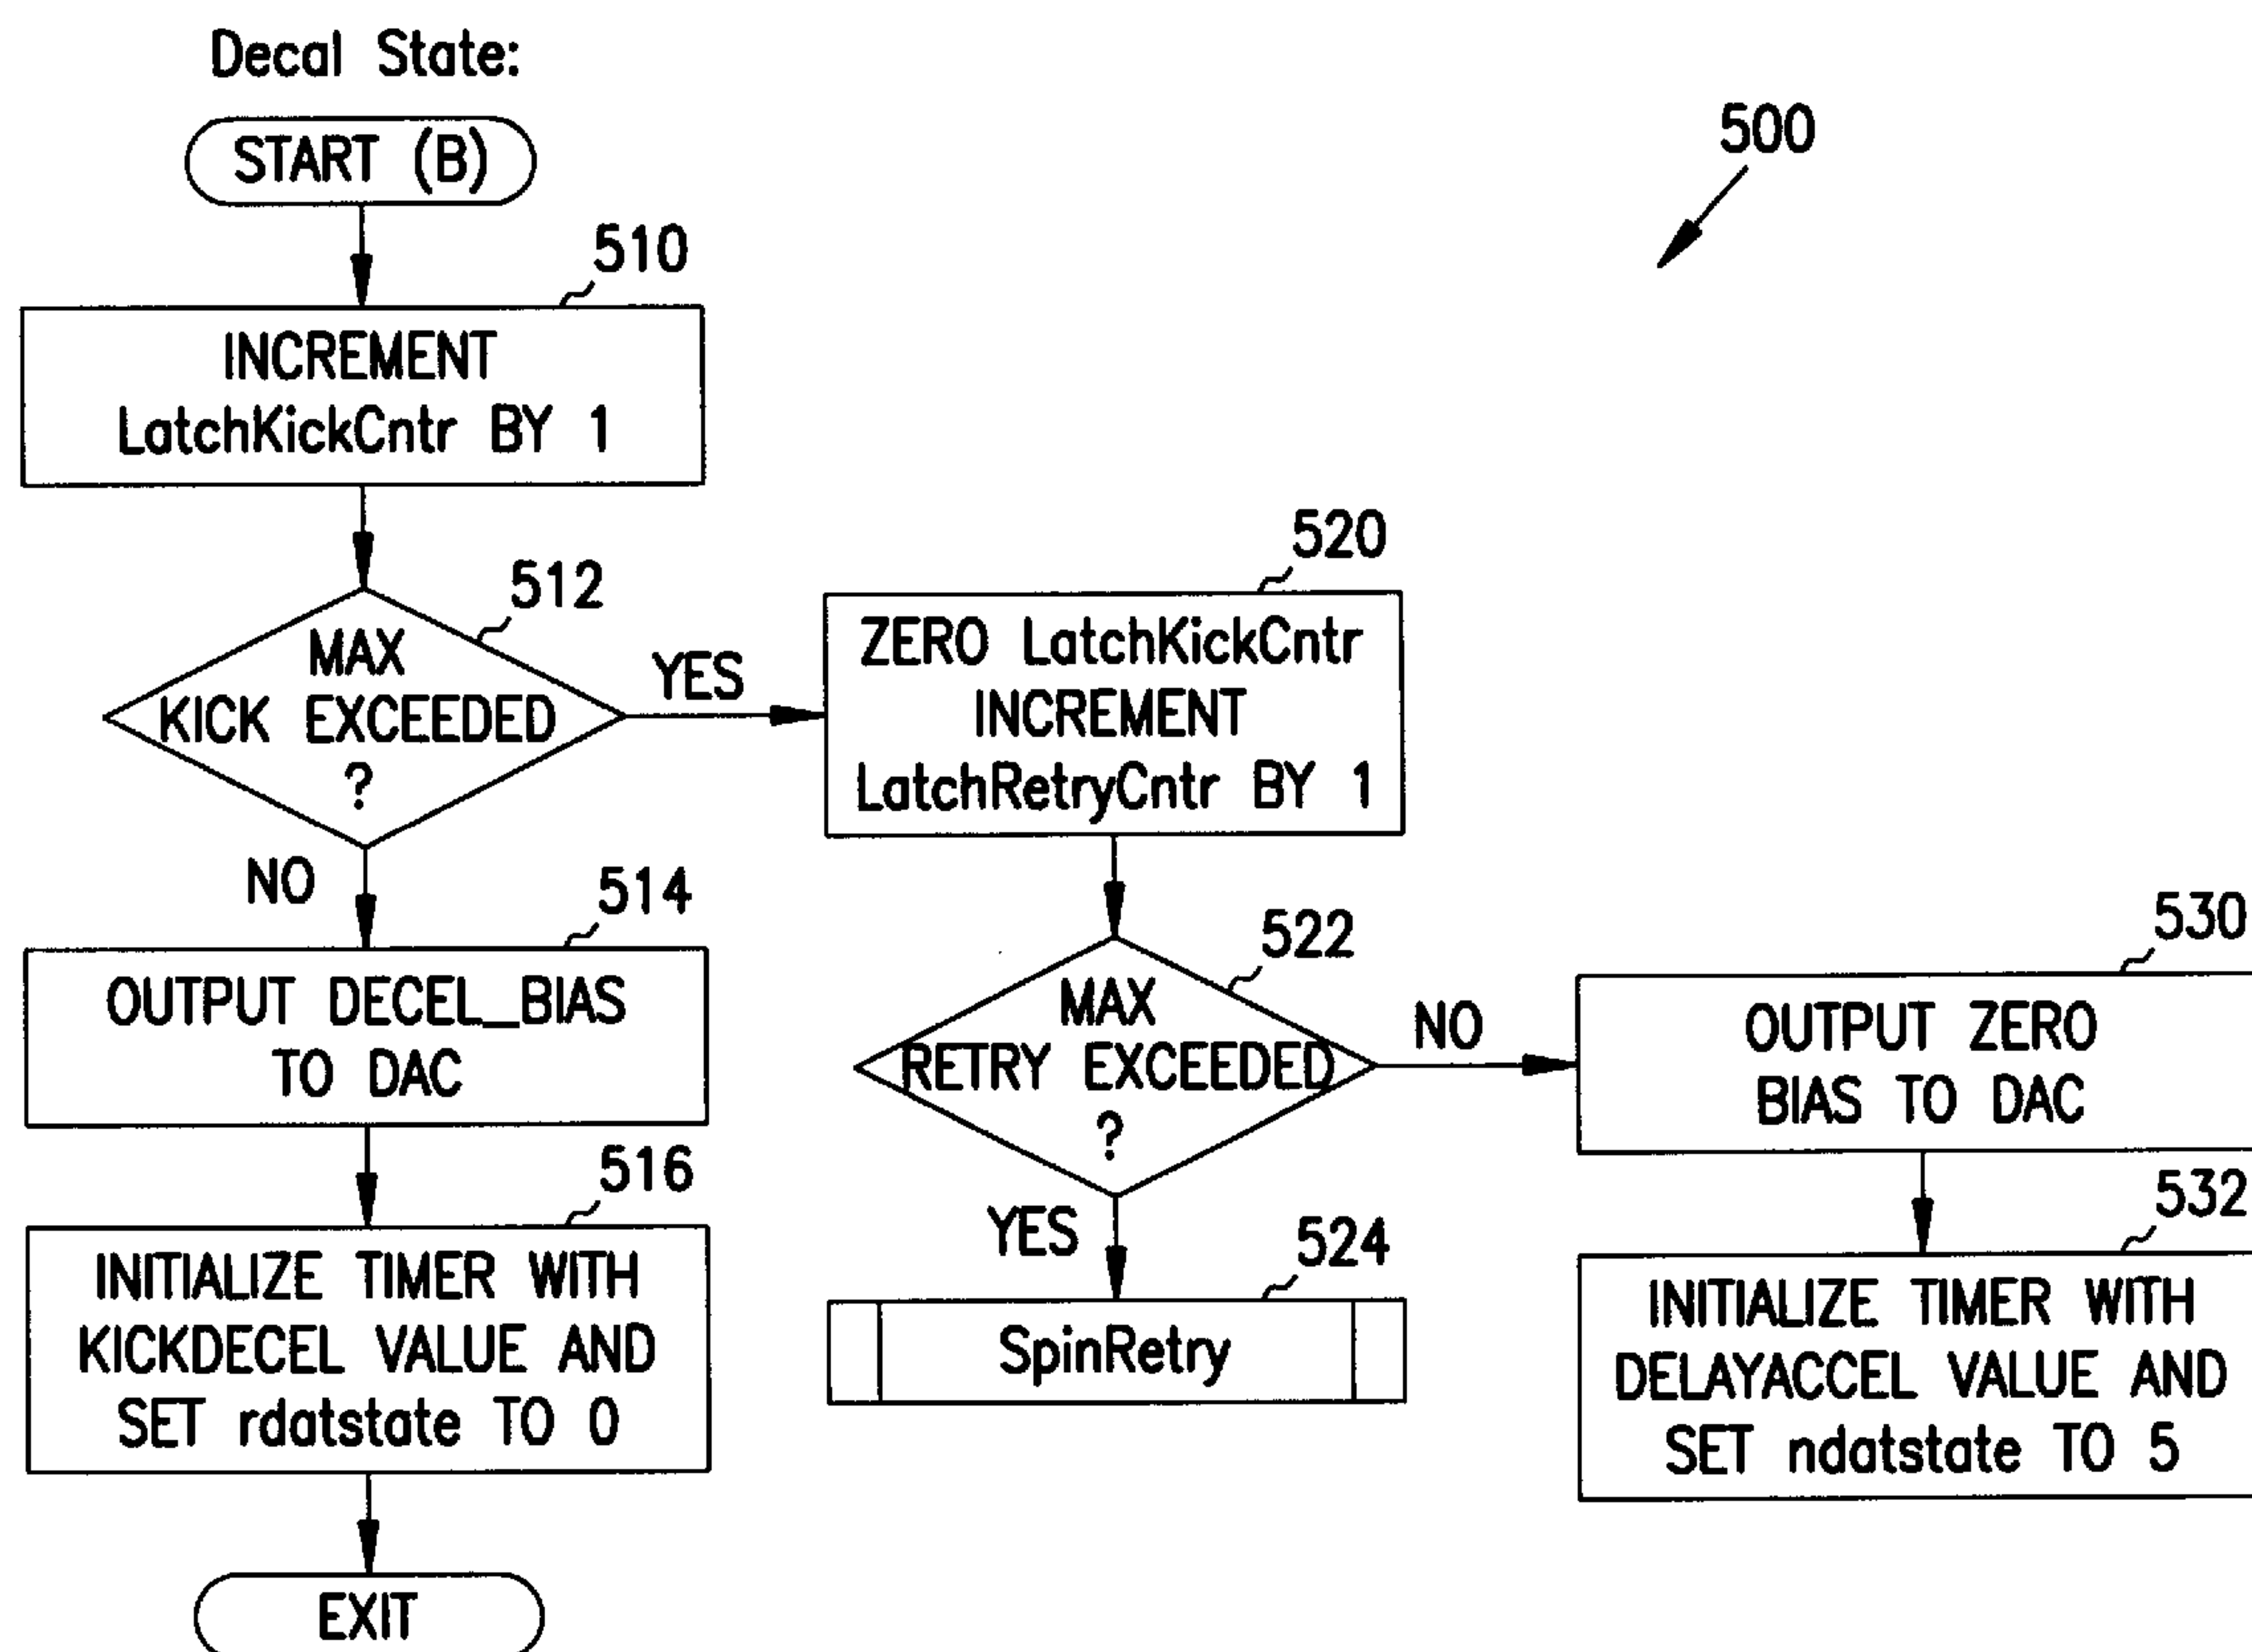 Decal State:
START (B)
500
510
INCREMENT
LatchKickCntr BY 1
512
MAX
KICK EXCEEDED
?
YES
NO
520
ZERO LatchKickCntr
INCREMENT
LatchRetryCntr BY 1
514
OUTPUT DECEL_BIAS
TO DAC
516
INITIALIZE TIMER WITH
KICKDECEL VALUE AND
SET rdatstate TO 0
EXIT
522
MAX
RETRY EXCEEDED
?
NO
YES
524
SpinRetry
530
OUTPUT ZERO
BIAS TO DAC
532
INITIALIZE TIMER WITH
DELAYACCEL VALUE AND
SET ndatstate TO 5